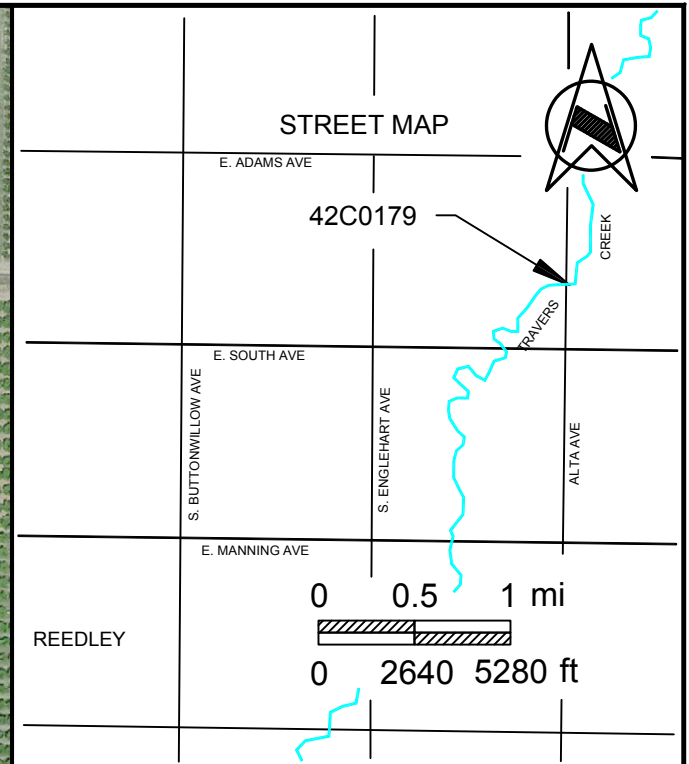 STREET MAP
E. ADAMS AVE
42C0179
CREEK
TRAVERS
E. SOUTH AVE
S. BUTTONWILLOW AVE
S. ENGLEHART AVE
ALTA AVE
E. MANNING AVE
0 0.5 1 mi
REEDLEY
0 2640 5280 ft